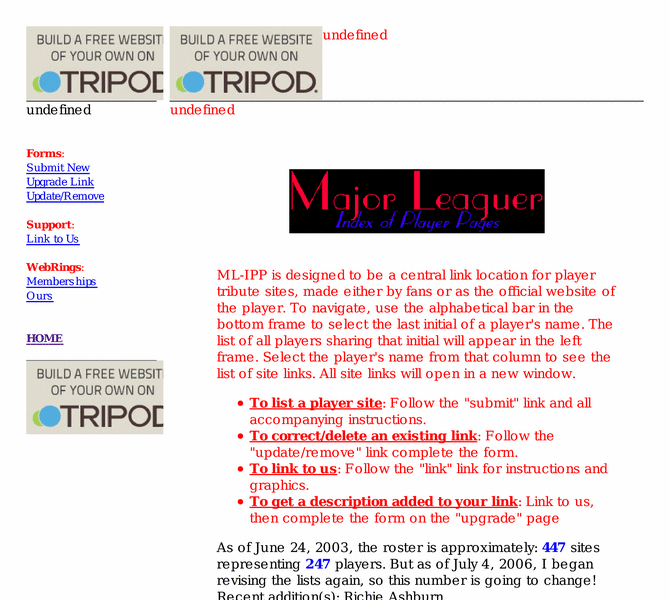 BUILD A FREE WEBSIT
OF YOUR OWN ON
TRIPOD
undefined
Forms:
Submit New
Upgrade Link
Update/Remove
Support:
Link to Us
WebRings:
Memberships
Ours
HOME
BUILD A FREE WEBSIT
OF YOUR OWN ON
TRIPOD
BUILD A FREE WEBSITE
OF YOUR OWN ON
TRIPOD.
undefined
undefined
Major Leaguer
Index of Player Pages
ML-IPP is designed to be a central link location for player
tribute sites, made either by fans or as the official website of
the player. To navigate, use the alphabetical bar in the
bottom frame to select the last initial of a player's name. The
list of all players sharing that initial will appear in the left
frame. Select the player's name from that column to see the
list of site links. All site links will open in a new window.
• To list a player site: Follow the "submit" link and all
accompanying instructions.
• To correct/delete an existing link: Follow the
"update/remove" link complete the form.
• To link to us: Follow the "link" link for instructions and
graphics.
• To get a description added to your link: Link to us,
then complete the form on the "upgrade" page
As of June 24, 2003, the roster is approximately: 447 sites
representing 247 players. But as of July 4, 2006, I began
revising the lists again, so this number is going to change!
Recent addition(s): Richie Ashburn